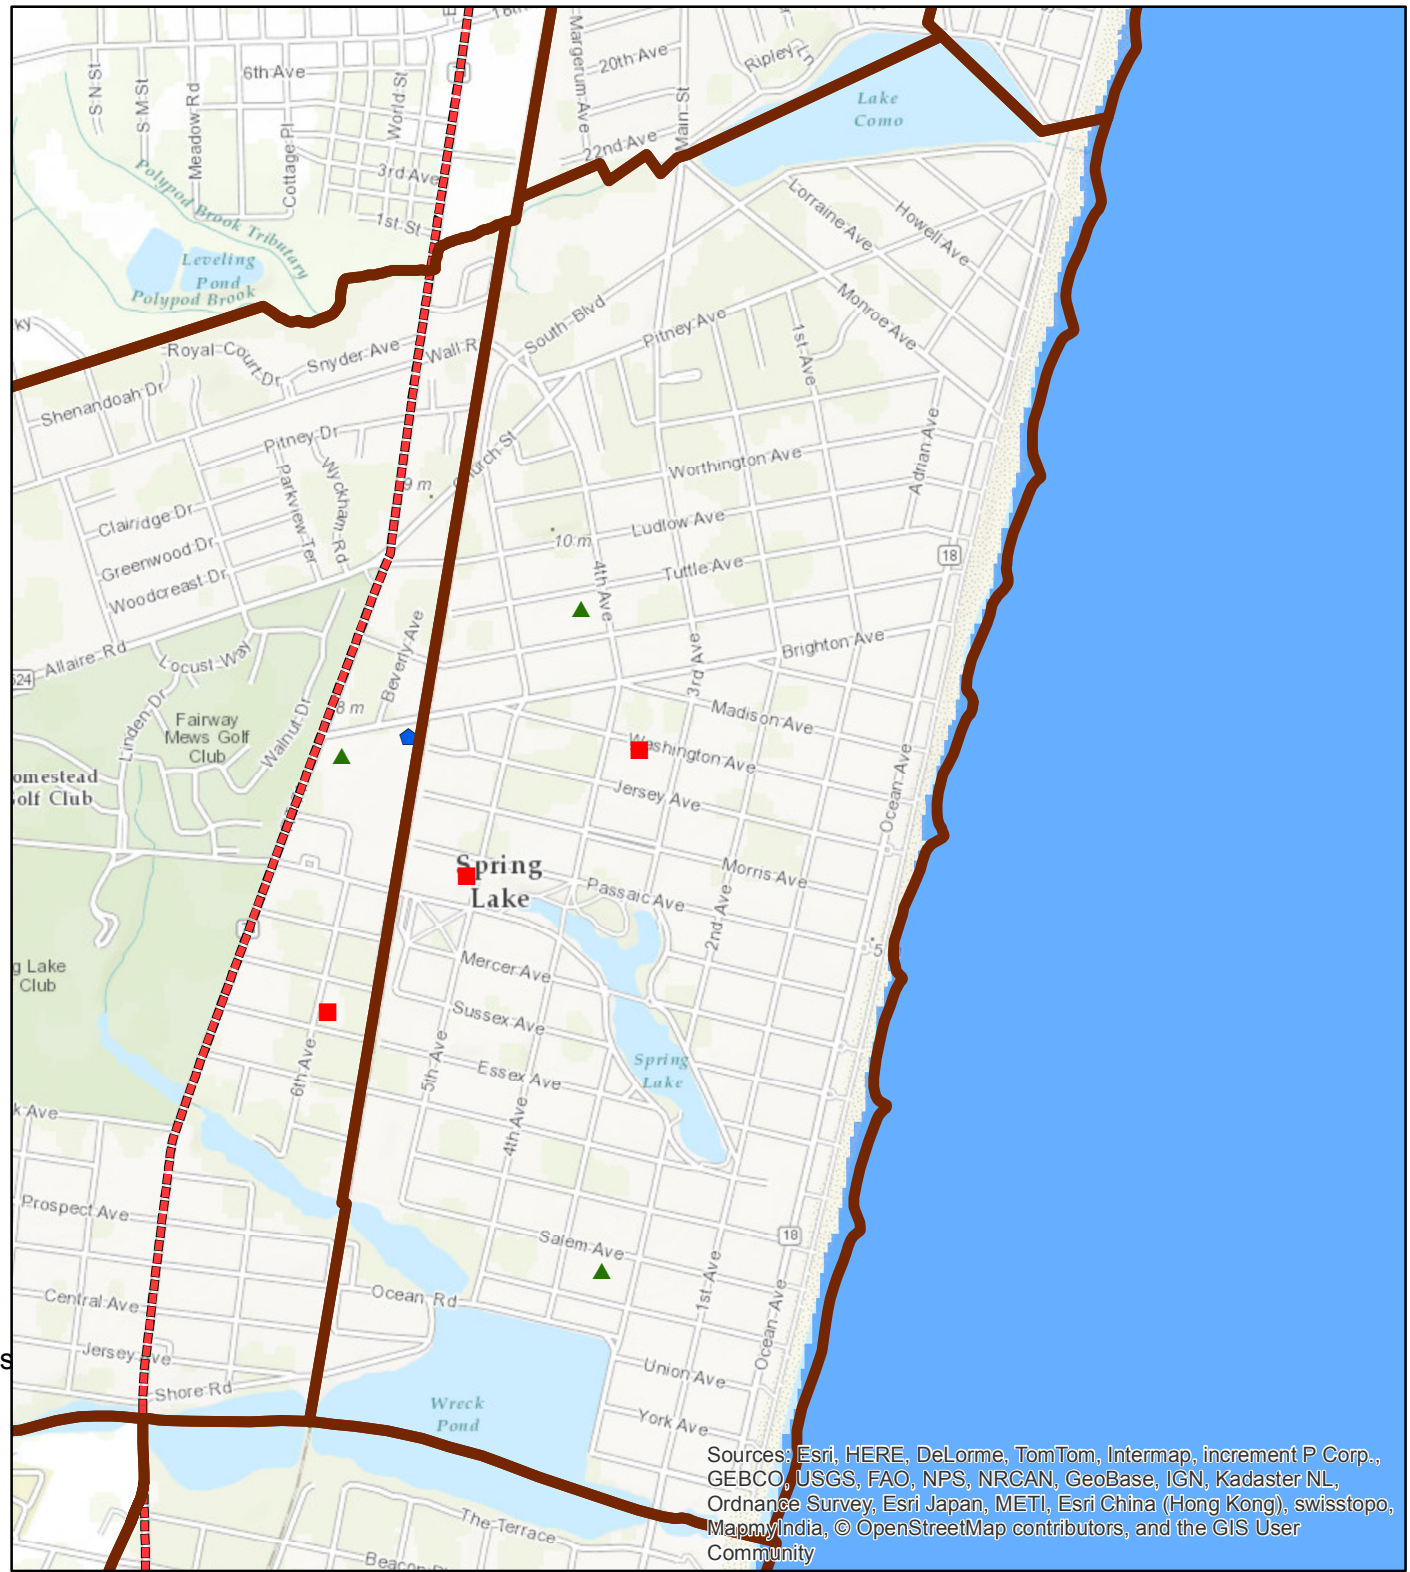 20th Ave
Ripley Ln
6th Ave
S N St
S M St
Meadow Rd
Cottage Pl
World St
Margerum Ave
Main St
Lake
Como
22nd Ave
3rd Ave
1st St
Polypod Brook Tributary
Leveling
Pond
Polypod Brook
Lorraine Ave
Howell Ave
Monroe Ave
South Blvd
Pitney Ave
1st Ave
ky
Royal Court Dr
Snyder Ave
Wall R
Shenandoah Dr
Pitney Dr
Church St
Parkview Ter
Wyckham Rd
9 m
Worthington Ave
Adrian Ave
Clairidge Dr
Ludlow Ave
10 m
Greenwood Dr
Woodcreast Dr
Tuttle Ave
18
4th Ave
Allaire Rd
Locust Way
Beverly Ave
Brighton Ave
3rd Ave
524
Linden Dr
Walnut Dr
8 m
Fairway
Mews Golf
Club
Madison Ave
Washington Ave
omestead
olf Club
Jersey Ave
Ocean Ave
Spring
Lake
Morris Ave
Passaic Ave
2nd Ave
5
g Lake
Club
Mercer Ave
Sussex Ave
Spring
Lake
6th Ave
5th Ave
Essex Ave
4th Ave
k Ave
Prospect Ave
Salem Ave
18
1st Ave
Ocean Ave
Central Ave
Ocean Rd
Jersey Ave
s
Shore Rd
Union Ave
Wreck
Pond
York Ave
The Terrace
Sources: Esri, HERE, DeLorme, TomTom, Intermap, increment P Corp.,
GEBCO, USGS, FAO, NPS, NRCAN, GeoBase, IGN, Kadaster NL,
Ordnance Survey, Esri Japan, METI, Esri China (Hong Kong), swisstopo,
MapmyIndia, © OpenStreetMap contributors, and the GIS User
Community